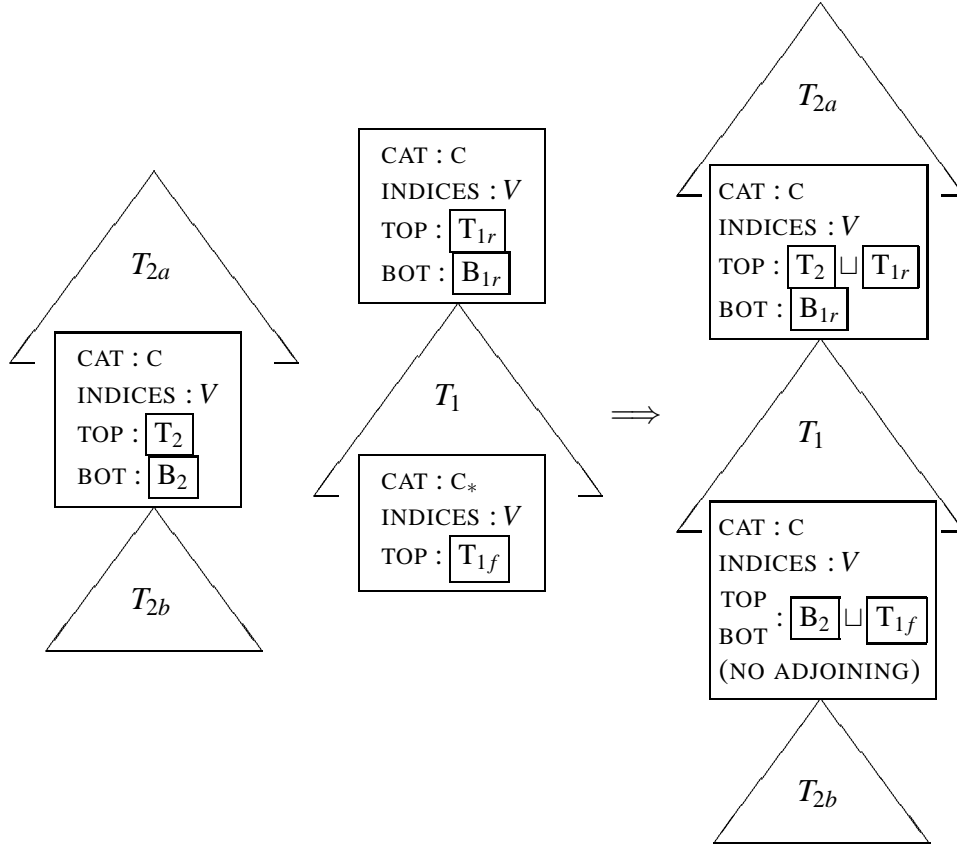 T2a
CAT : C
INDICES : V
TOP : T2
BOT : B2
T2b
CAT : C
INDICES : V
TOP : T1r
BOT : B1r
T1
CAT : C*
INDICES : V
TOP : T1f
⟹
T2a
CAT : C
INDICES : V
TOP : T2 ⊔ T1r
BOT : B1r
T1
CAT : C
INDICES : V
TOP
BOT : B2 ⊔ T1f
(NO ADJOINING)
T2b